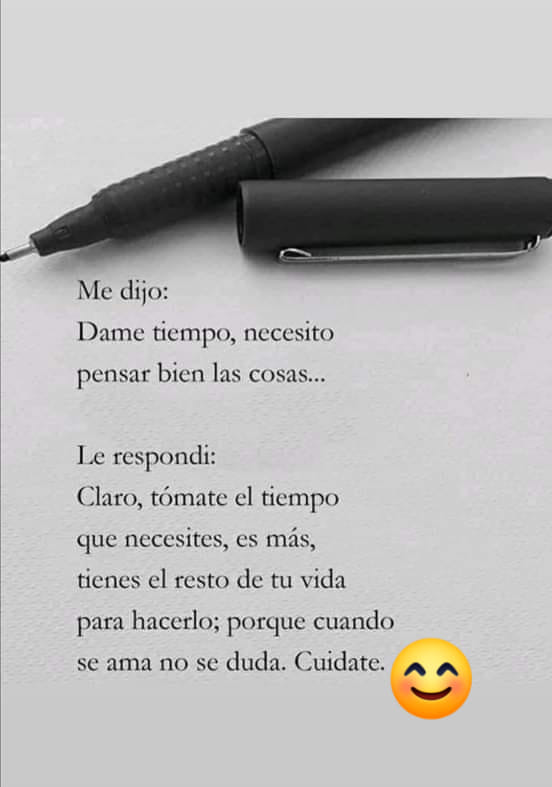 Me dijo:
Dame tiempo, necesito
pensar bien las cosas...
Le respondi:
Claro, tómate el tiempo
que necesites, es más,
tienes el resto de tu vida
para hacerlo; porque cuando
se ama no se duda. Cuidate.